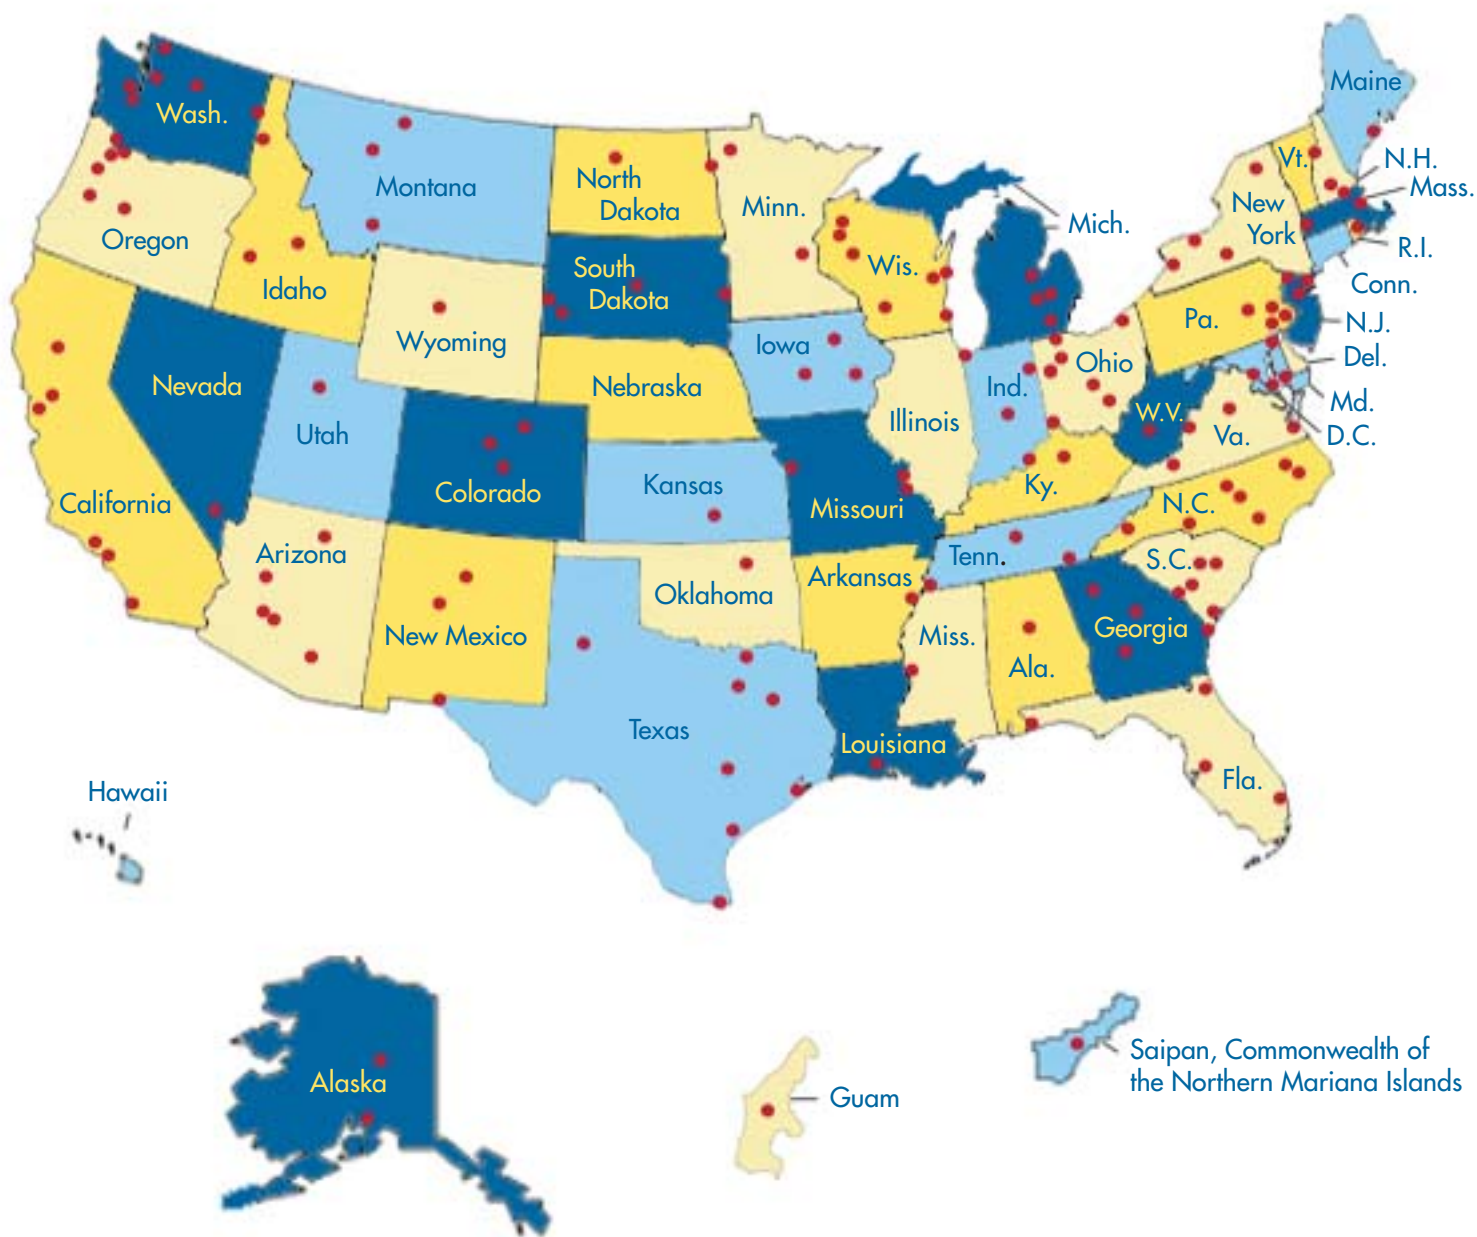 Maine
Wash.
Vt.
N.H.
Mass.
Montana
North
Dakota
Minn.
New
York
Mich.
Oregon
R.I.
Wis.
South
Dakota
Idaho
Conn.
Pa.
N.J.
Wyoming
Iowa
Ohio
Del.
Nevada
Nebraska
Ind.
Md.
W.V.
Illinois
Utah
Va.
D.C.
Kansas
Ky.
Colorado
California
Missouri
N.C.
Arizona
Tenn.
S.C.
Arkansas
Oklahoma
New Mexico
Miss.
Georgia
Ala.
Texas
Louisiana
Fla.
Hawaii
Saipan, Commonwealth of
the Northern Mariana Islands
Alaska
Guam